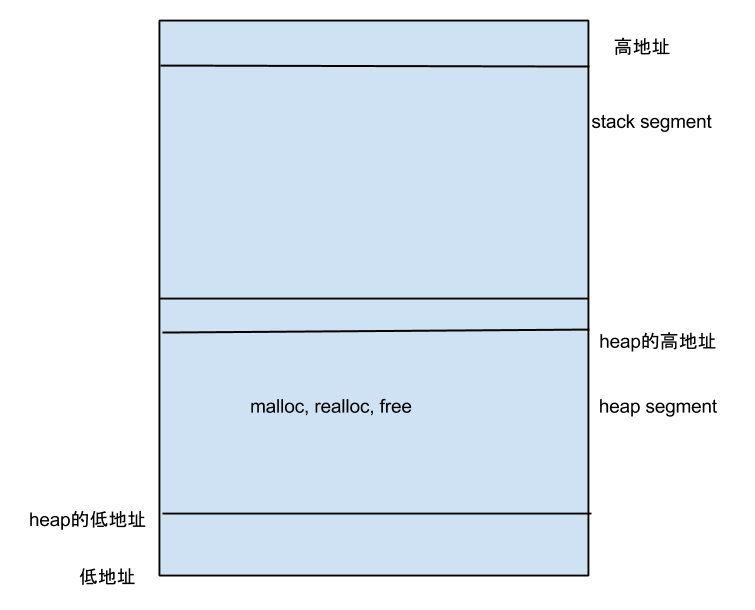 高地址
stack segment
heap的高地址
malloc, realloc, free
heap segment
heap的低地址
低地址